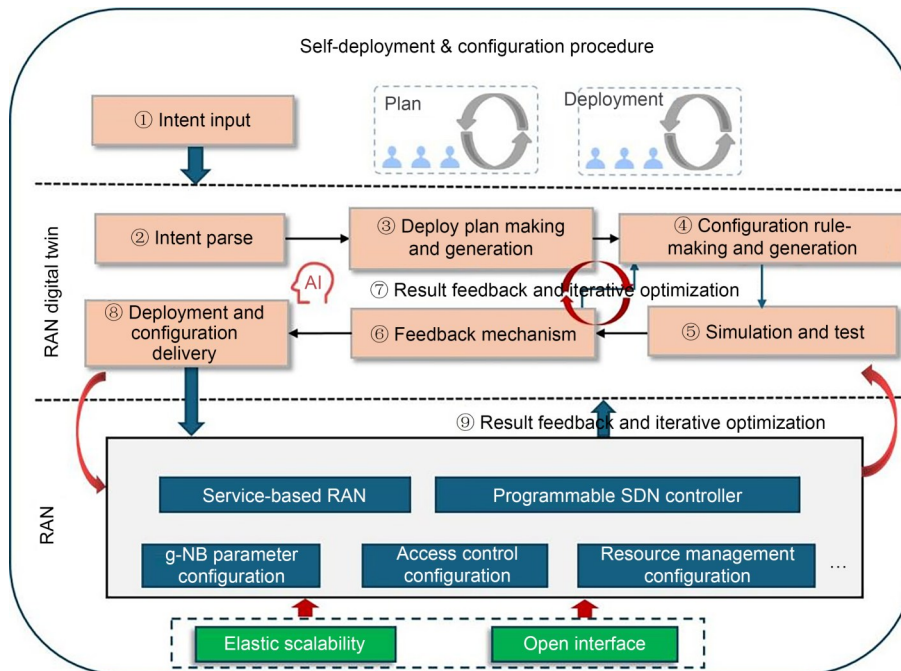 Self-deployment & configuration procedure
Plan
Deployment
① Intent input
RAN digital twin
② Intent parse
③ Deploy plan making
and generation
④ Configuration rule-
making and generation
AI
⑦ Result feedback and iterative optimization
⑧ Deployment and
configuration
delivery
⑥ Feedback mechanism
⑤ Simulation and test
⑨ Result feedback and iterative optimization
RAN
Service-based RAN
Programmable SDN controller
g-NB parameter
configuration
Access control
configuration
Resource management
configuration
...
Elastic scalability
Open interface